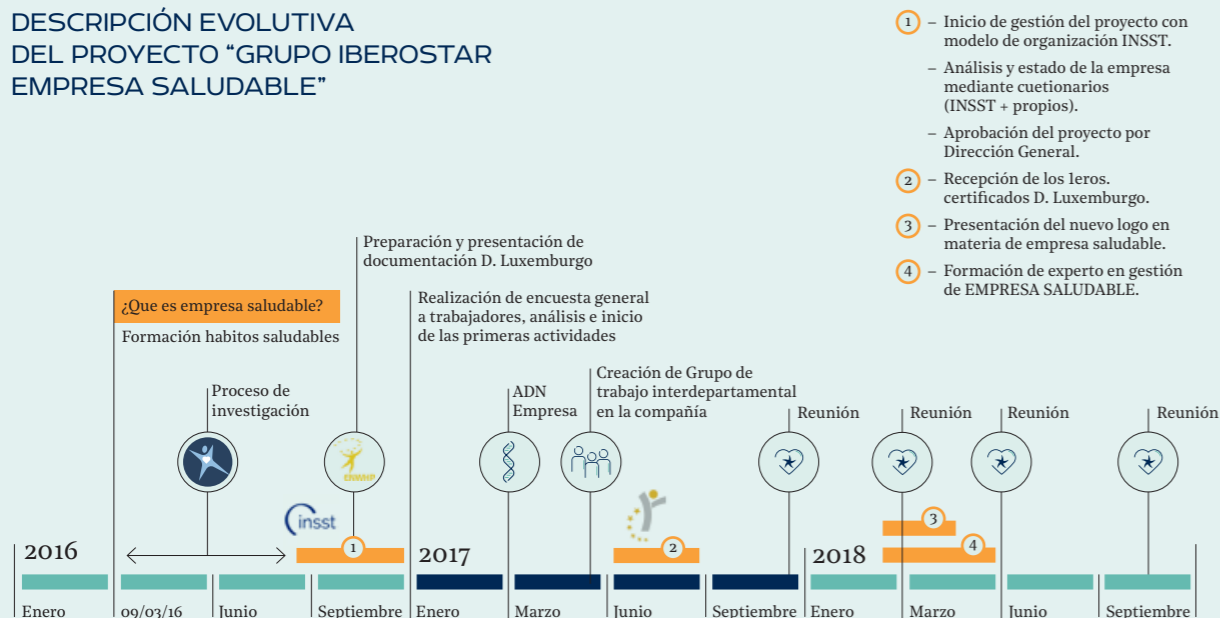 DESCRIPCIÓN EVOLUTIVA
DEL PROYECTO “GRUPO IBEROSTAR
EMPRESA SALUDABLE”
1 – Inicio de gestión del proyecto con
modelo de organización INSST.
– Análisis y estado de la empresa
mediante cuetionarios
(INSST + propios).
– Aprobación del proyecto por
Dirección General.
2 – Recepción de los 1eros.
certificados D. Luxemburgo.
3 – Presentación del nuevo logo en
materia de empresa saludable.
4 – Formación de experto en gestión
de EMPRESA SALUDABLE.
Preparación y presentación de
documentación D. Luxemburgo
¿Que es empresa saludable?
Formación habitos saludables
Realización de encuesta general
a trabajadores, análisis e inicio
de las primeras actividades
Proceso de
investigación
ADN
Empresa
Creación de Grupo de
trabajo interdepartamental
en la compañía
Reunión
Reunión
Reunión
Reunión
ENWHP
insst
1
2
3
4
2016
2017
2018
Enero
09/03/16
Junio
Septiembre
Enero
Marzo
Junio
Septiembre
Enero
Marzo
Junio
Septiembre